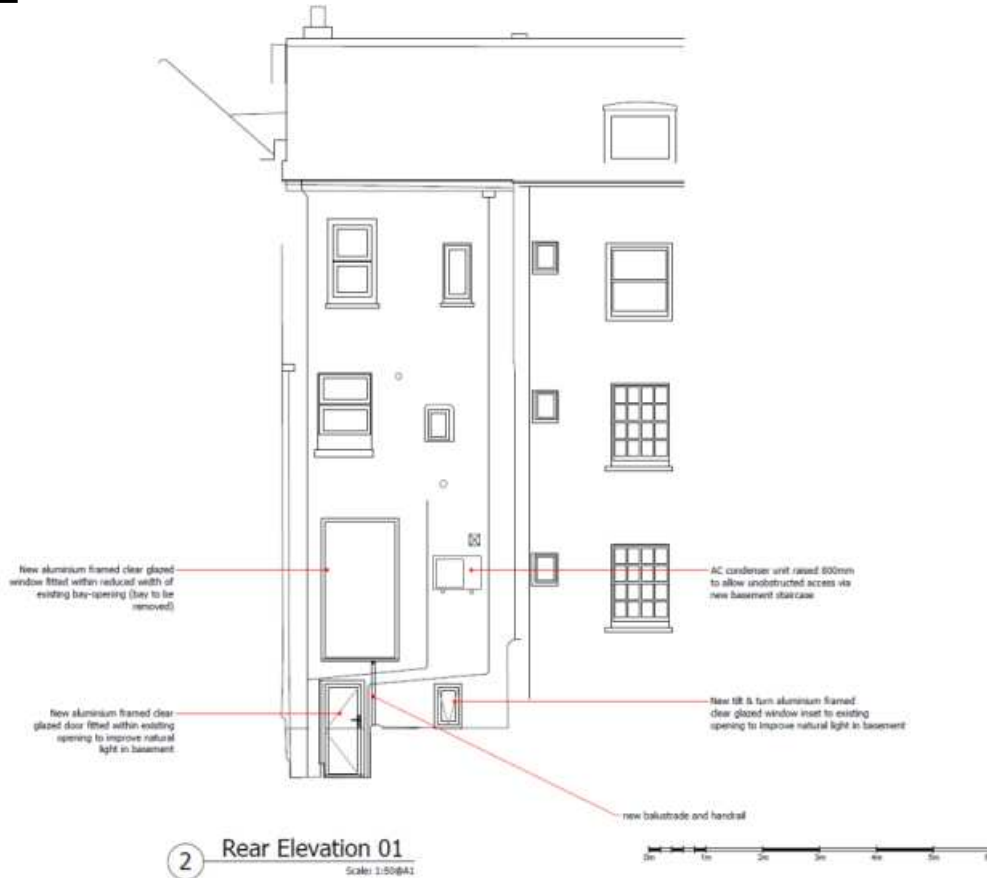 New aluminium framed clear glazed
window fitted within reduced width of
existing bay-opening (bay to be
removed)
AC condenser unit raised 800mm
to allow unobstructed access via
new basement staircase
New aluminium framed clear
glazed door fitted within existing
opening to improve natural
light in basement
New tilt & turn aluminium framed
clear glazed window inset to existing
opening to improve natural light in basement
new balustrade and handrail
2
Rear Elevation 01
Scale: 1:50@A1
0m 1m 2m 3m 4m 5m